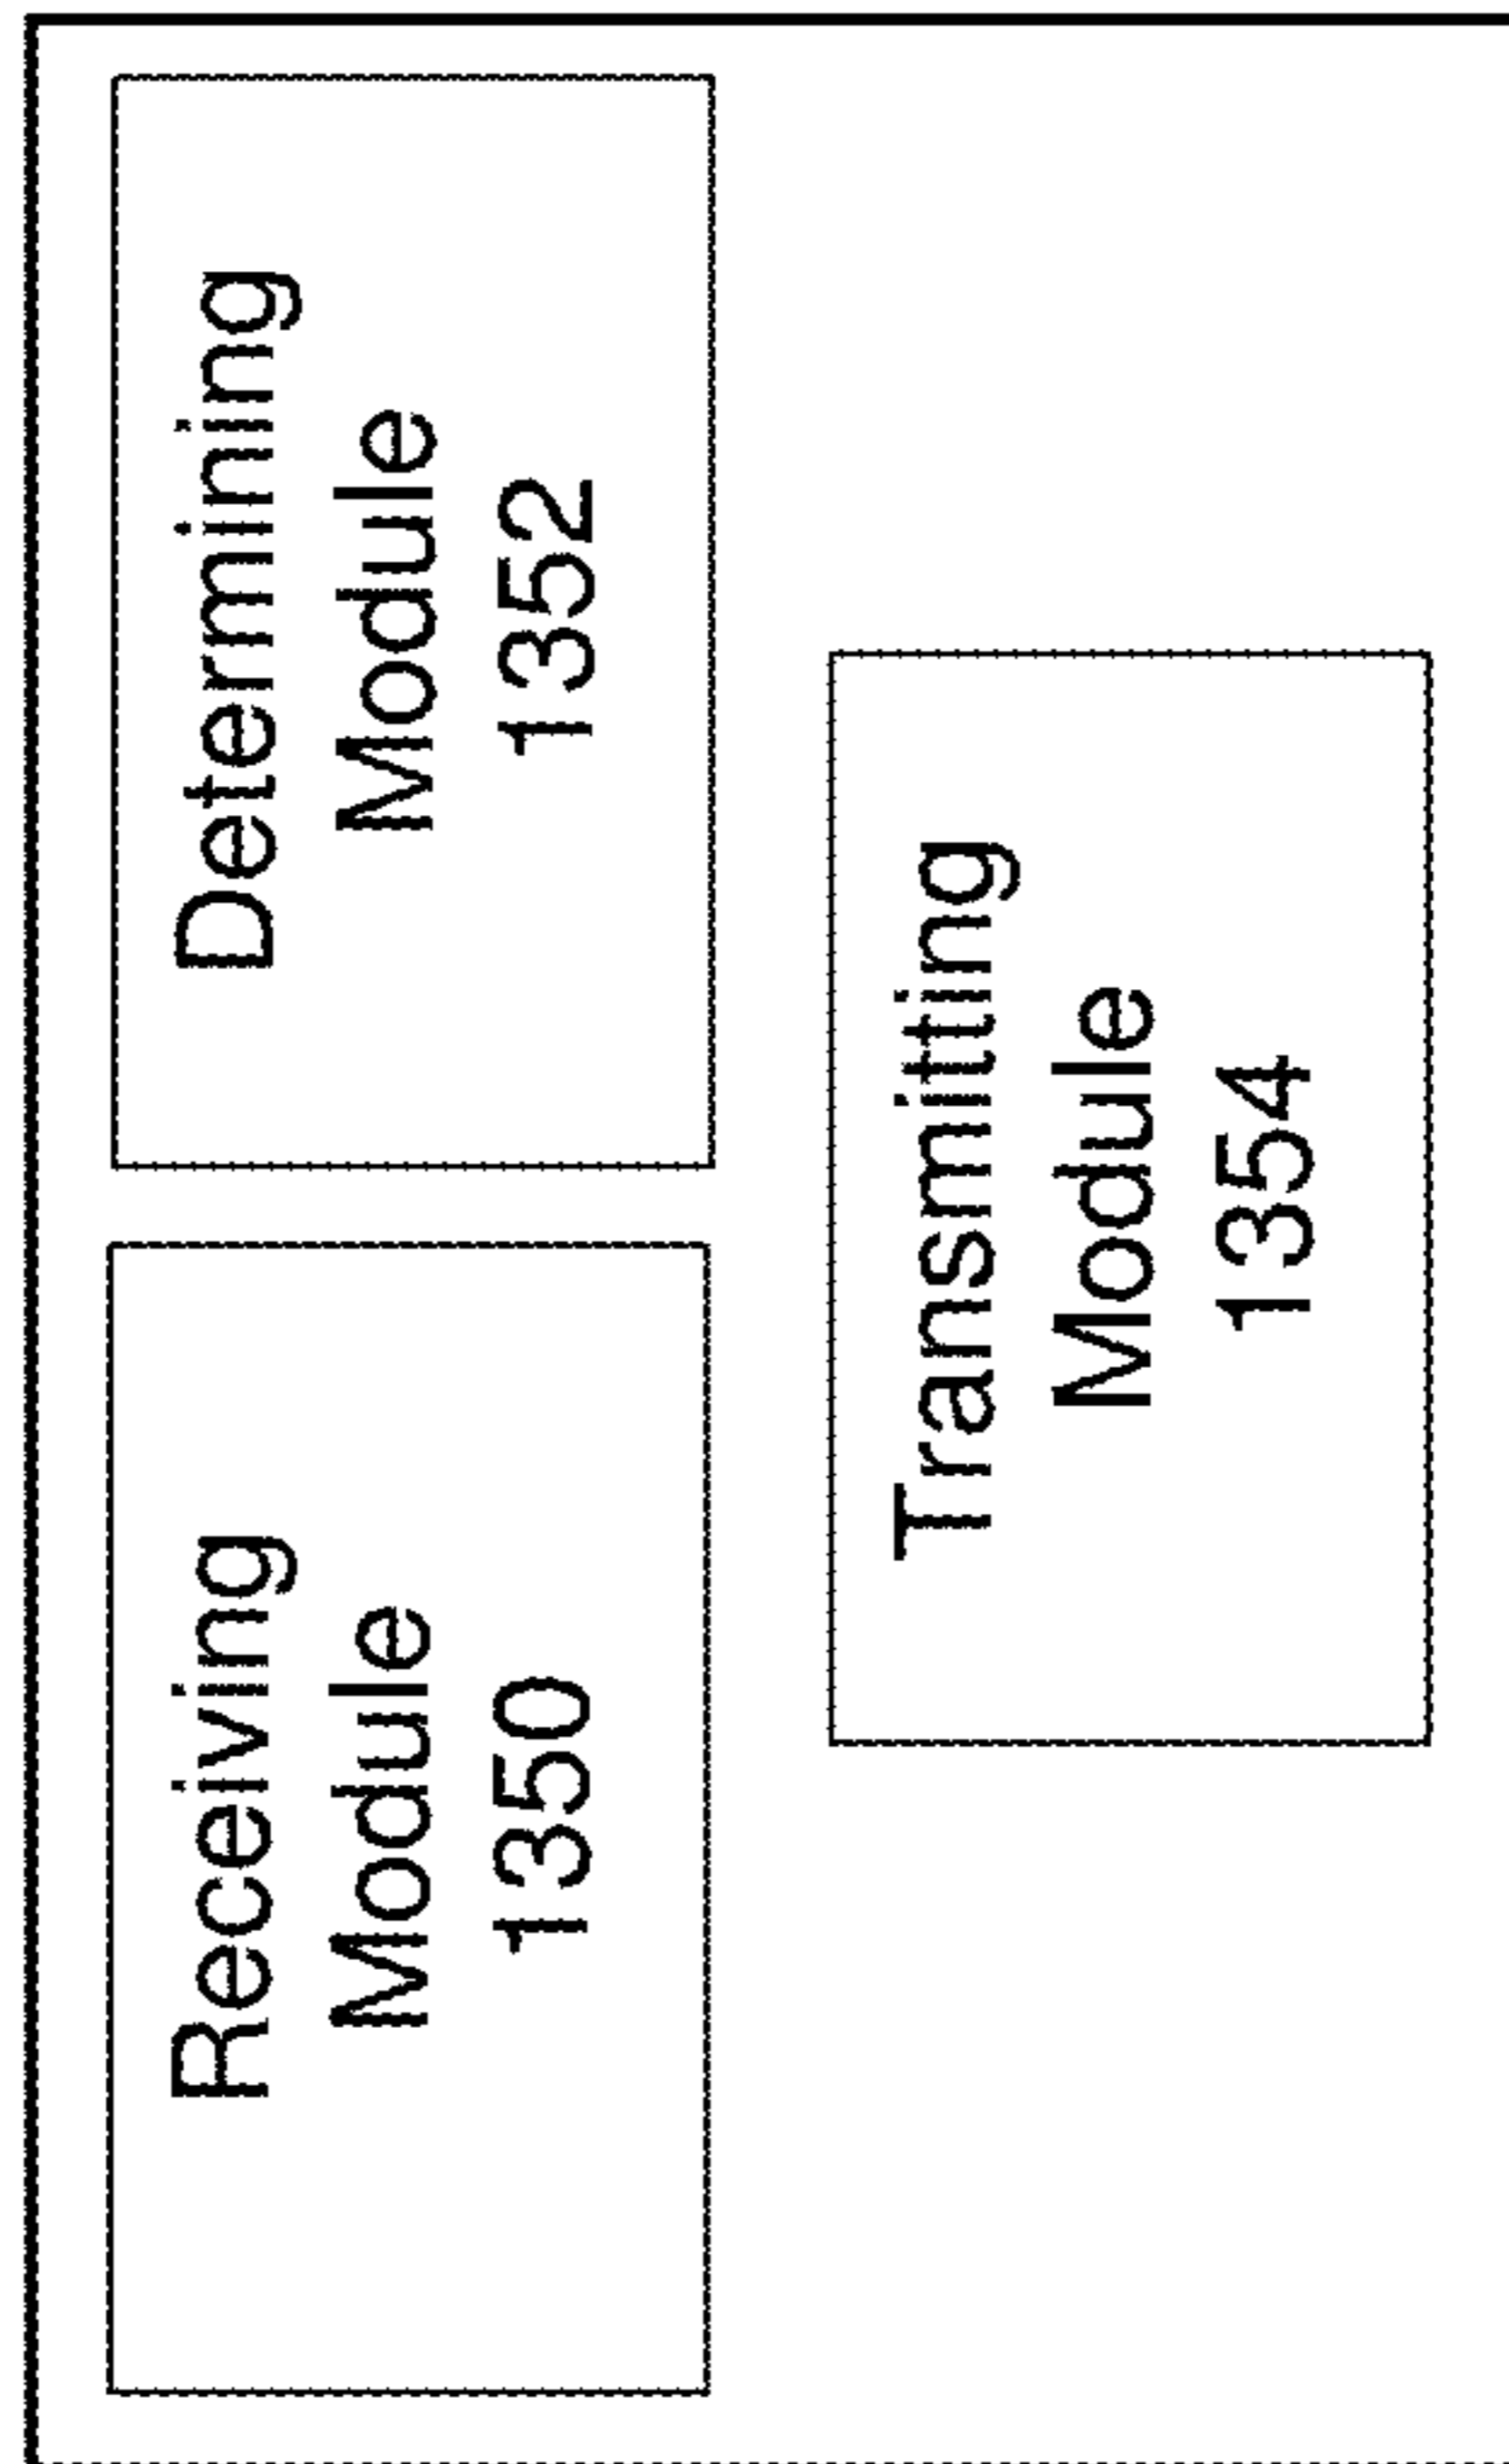 Receiving
Module
1350
Determining
Module
1352
Transmitting
Module
1354